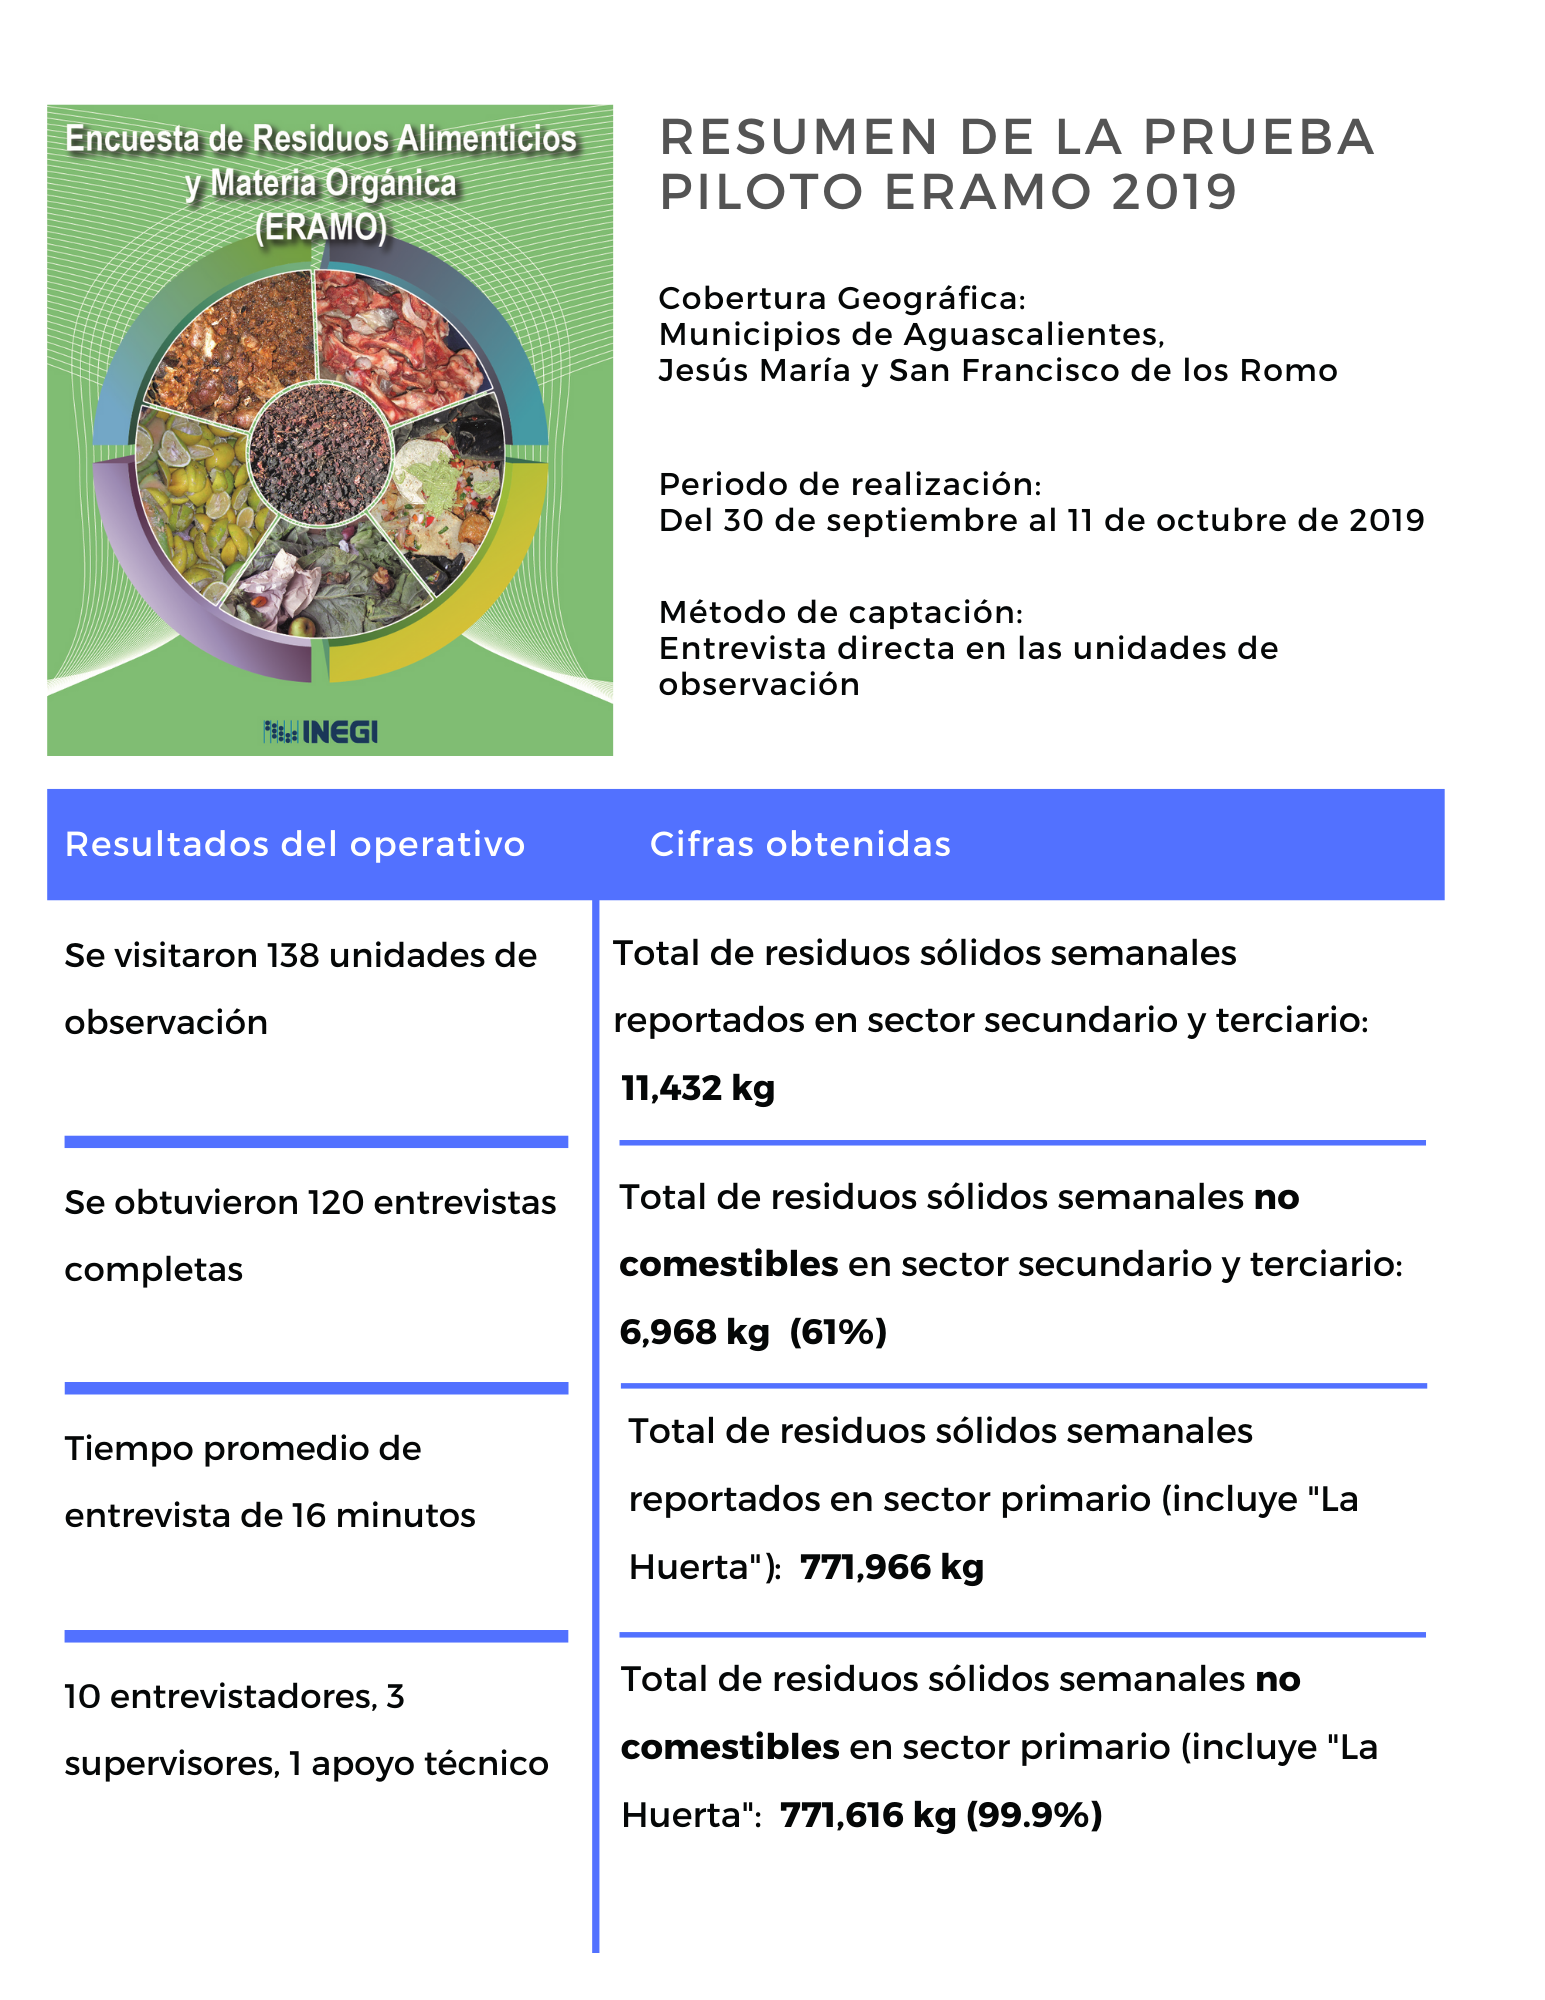 Encuesta de Residuos Alimenticios
y Materia Orgánica
(ERAMO)
INEGI
RESUMEN DE LA PRUEBA
PILOTO ERAMO 2019
Cobertura Geográfica:
Municipios de Aguascalientes,
Jesús María y San Francisco de los Romo
Periodo de realización:
Del 30 de septiembre al 11 de octubre de 2019
Método de captación:
Entrevista directa en las unidades de
observación
Resultados del operativo
Se visitaron 138 unidades de
observación
Se obtuvieron 120 entrevistas
completas
Tiempo promedio de
entrevista de 16 minutos
10 entrevistadores, 3
supervisores, 1 apoyo técnico
Cifras obtenidas
Total de residuos sólidos semanales
reportados en sector secundario y terciario:
11,432 kg
Total de residuos sólidos semanales no
comestibles en sector secundario y terciario:
6,968 kg (61%)
Total de residuos sólidos semanales
reportados en sector primario (incluye "La
Huerta"): 771,966 kg
Total de residuos sólidos semanales no
comestibles en sector primario (incluye "La
Huerta": 771,616 kg (99.9%)